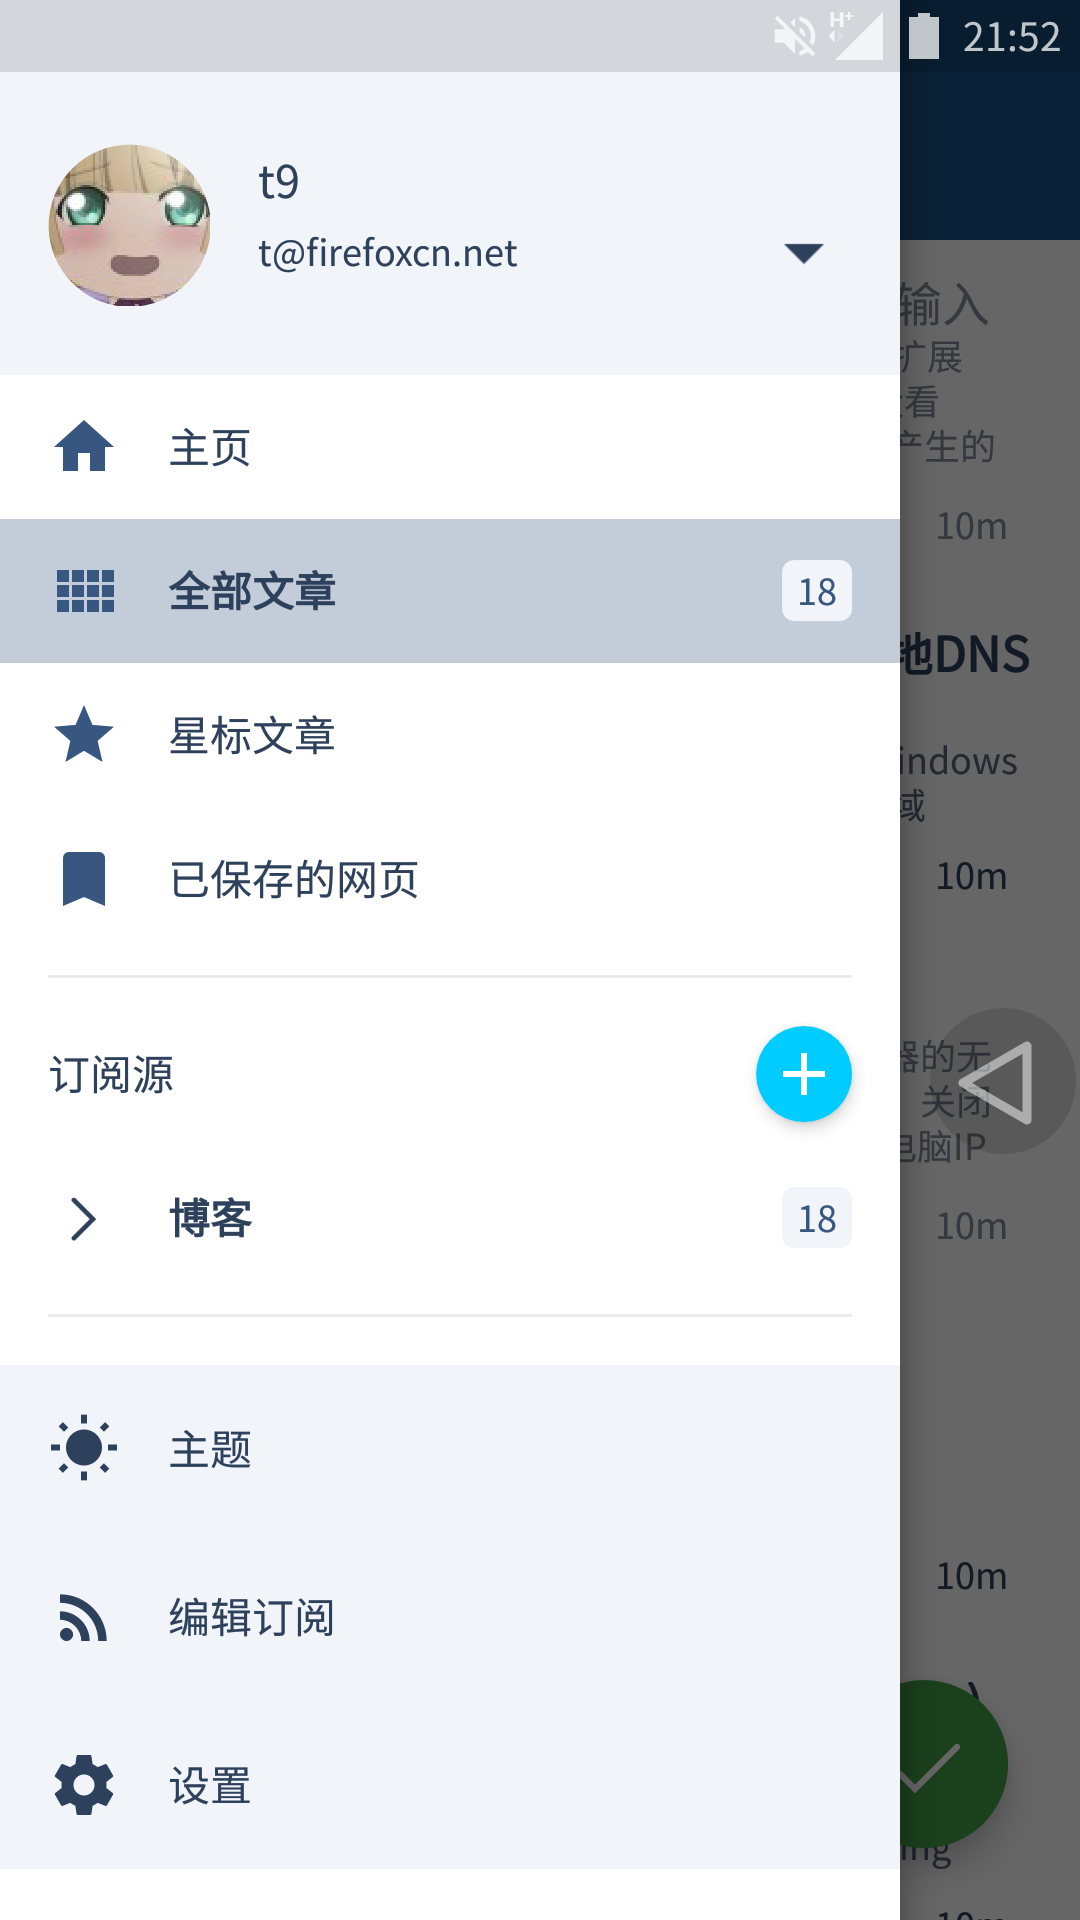 H+
21:52
t9
t@firefoxcn.net
主页
全部文章
18
星标文章
已保存的网页
订阅源
博客
18
主题
编辑订阅
设置
输入
扩展
看
产生的
10m
地DNS
indows
域
10m
器的无
关闭
电脑IP
10m
10m
)
ing
10m